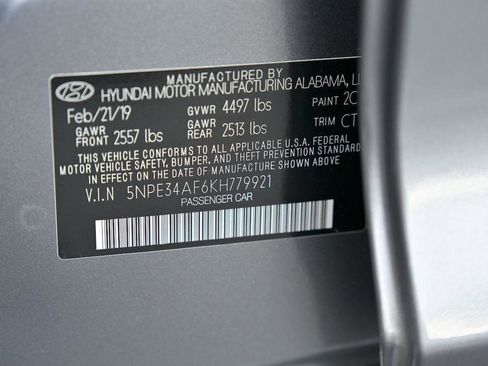 MANUFACTURED BY
HYUNDAI MOTOR MANUFACTURING ALABAMA,
Feb/21/19 GVWR 4497 lbs PAINT 2C
GAWR FRONT 2557 lbs GAWR REAR 2513 lbs TRIM CT
THIS VEHICLE CONFORMS TO ALL APPLICABLE U.S.A. FEDERAL
MOTOR VEHICLE SAFETY, BUMPER, AND THEFT PREVENTION
STANDARDS IN EFFECT ON THE DATE OF MANUFACTURE SHOWN ABOVE.
V.I.N 5NPE34AF6KH779921
PASSENGER CAR